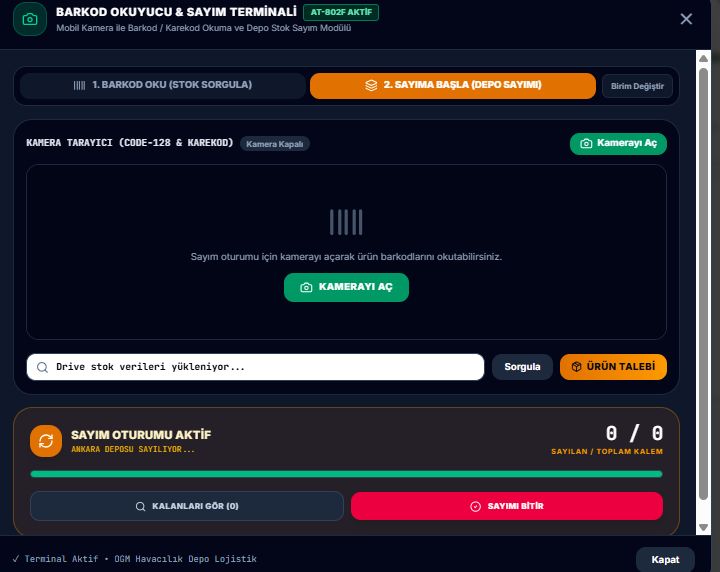 BARKOD OKUYUCU & SAYIM TERMİNALİ AT-802F AKTİF
Mobil Kamera ile Barkod / Karekod Okuma ve Depo Stok Sayım Modülü
1. BARKOD OKU (STOK SORGULA) 2. SAYIMA BAŞLA (DEPO SAYIMI) Birim Değiştir
KAMERA TARAYICI (CODE-128 & KAREKOD) Kamera Kapalı Kamerayı Aç
Sayım oturumu için kamerayı açarak ürün barkodlarını okutabilirsiniz.
KAMERAYI AÇ
Drive stok verileri yükleniyor... Sorgula ÜRÜN TALEBİ
SAYIM OTURUMU AKTİF 0 / 0
ANKARA DEPOSU SAYILIYOR... SAYILAN / TOPLAM KALEM
KALANLARI GÖR (0) SAYIMI BİTİR
✓ Terminal Aktif • OGM Havacılık Depo Lojistik Kapat